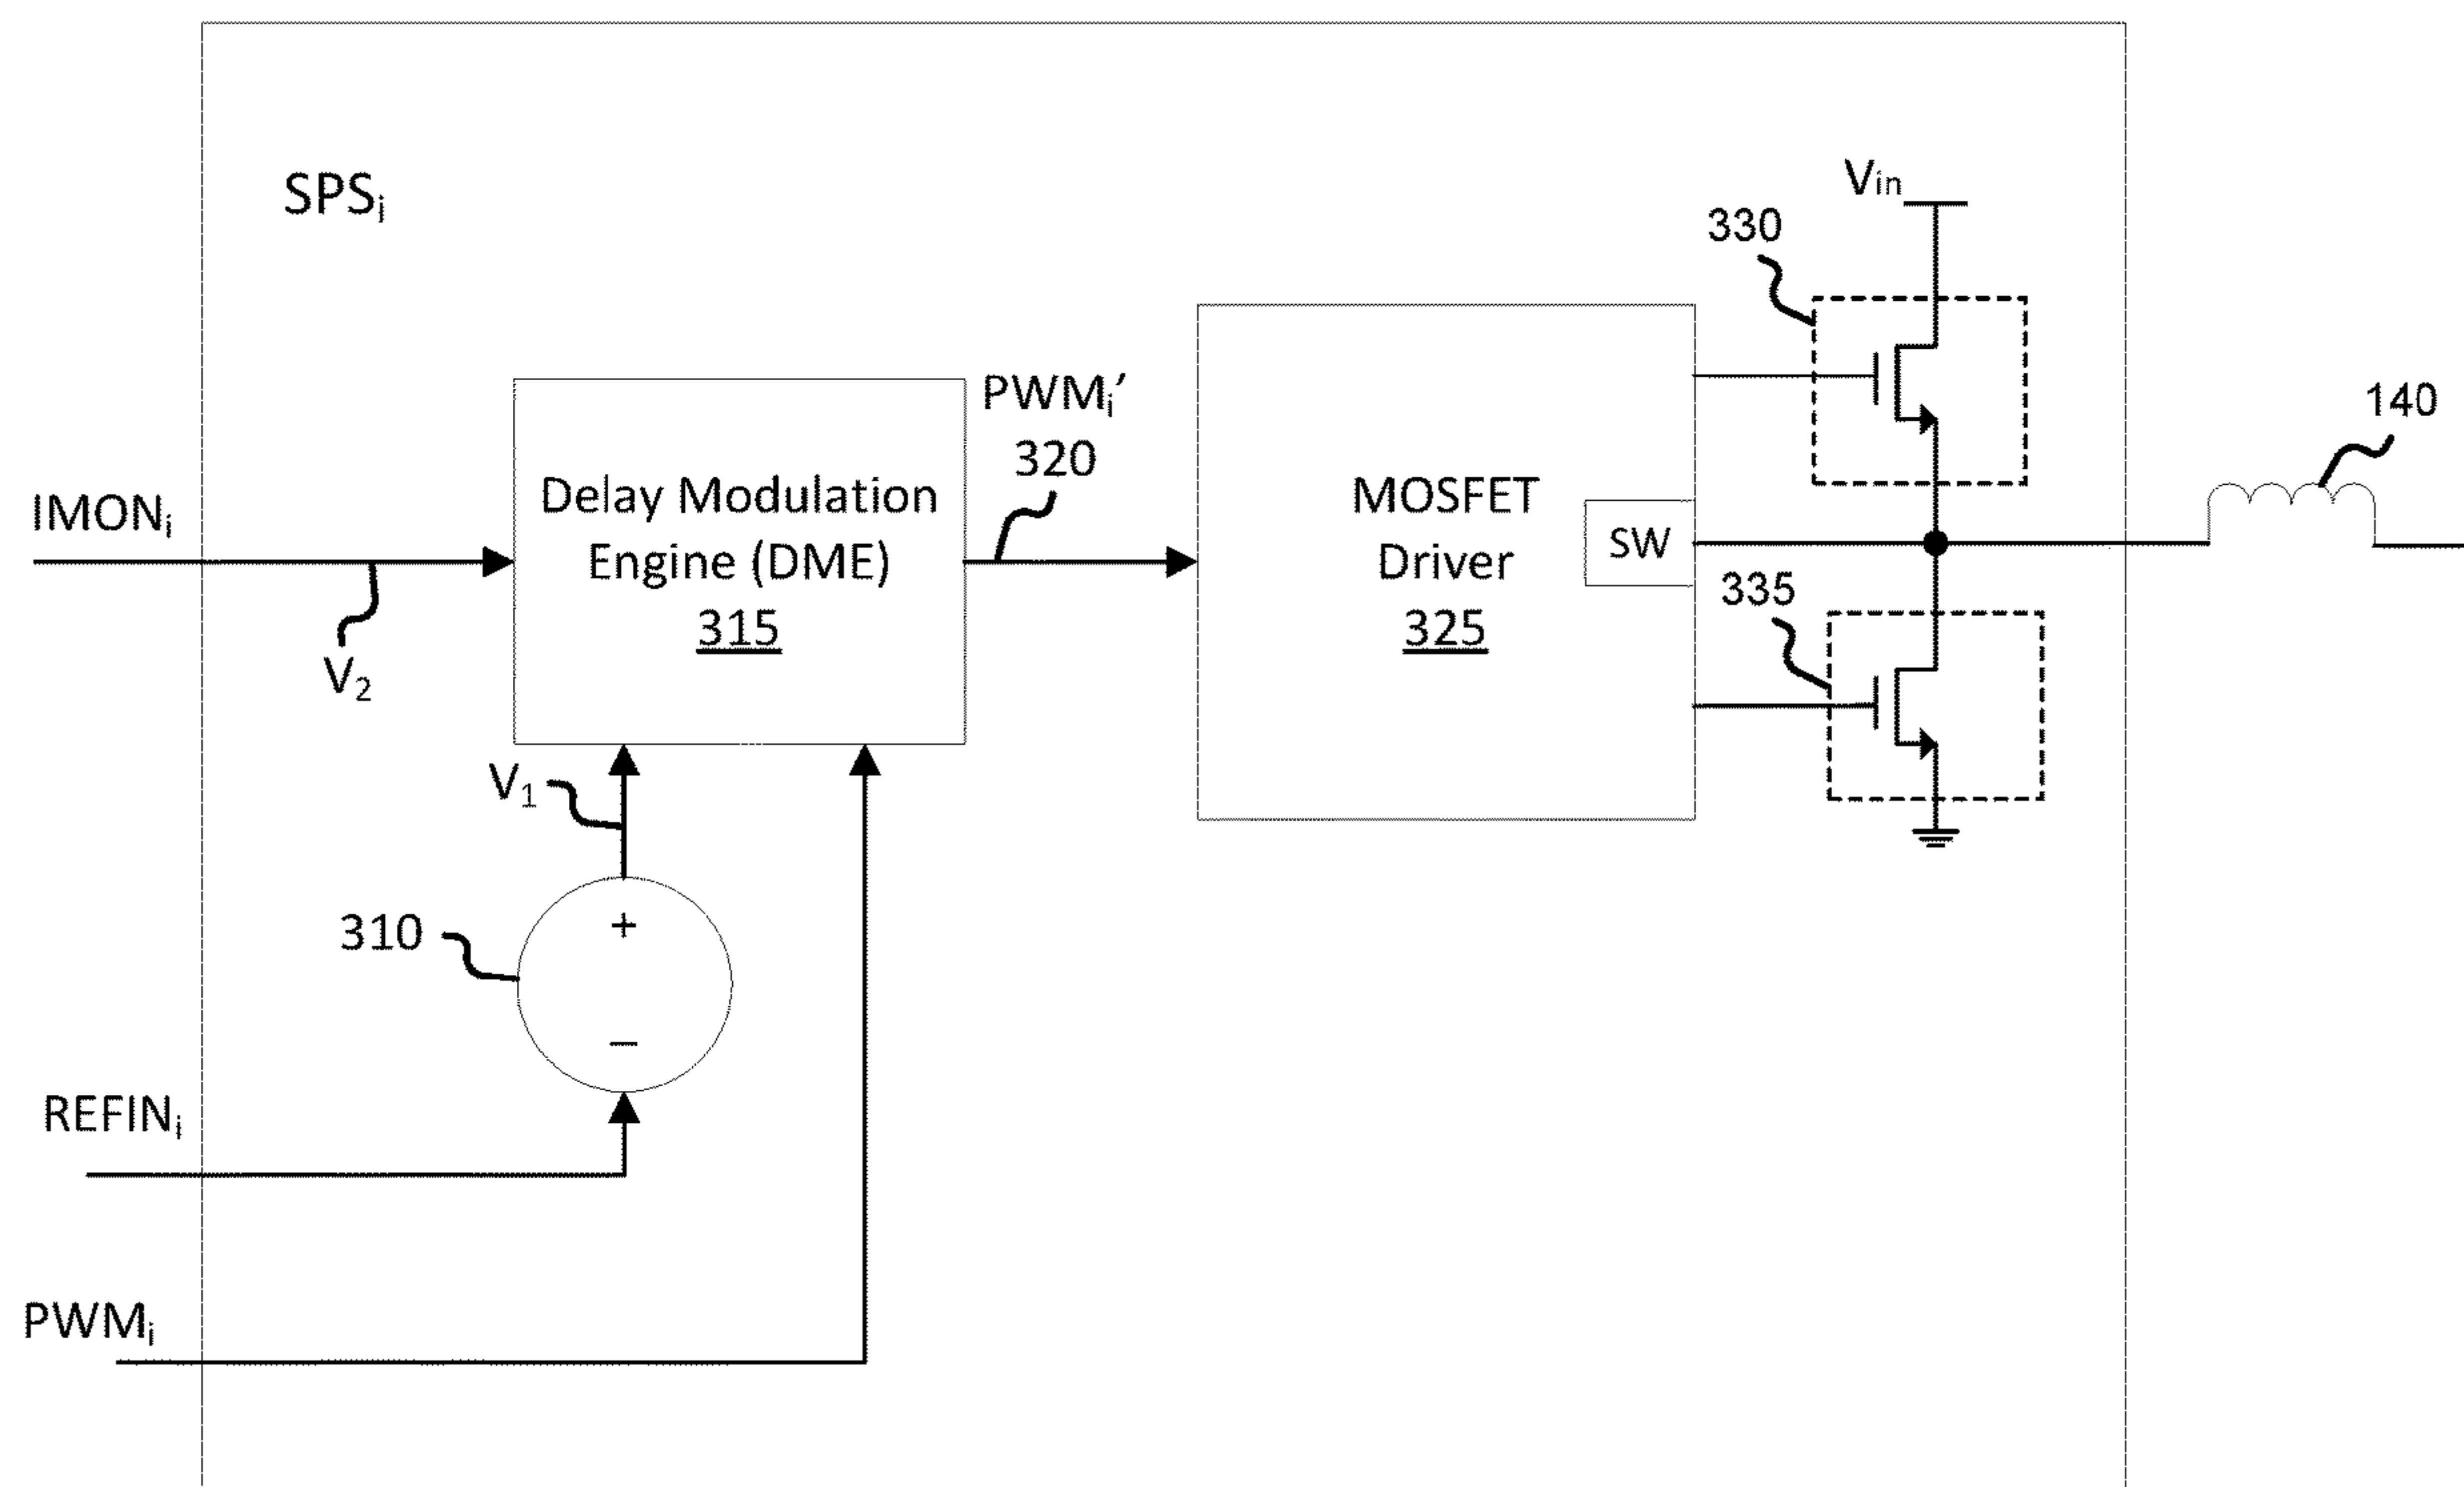 SPSi
Vin
330
PWMi′
320
140
IMONi
Delay Modulation
Engine (DME)
315
MOSFET
Driver
325
SW
335
V2
V1
310
+
−
REFINi
PWMi